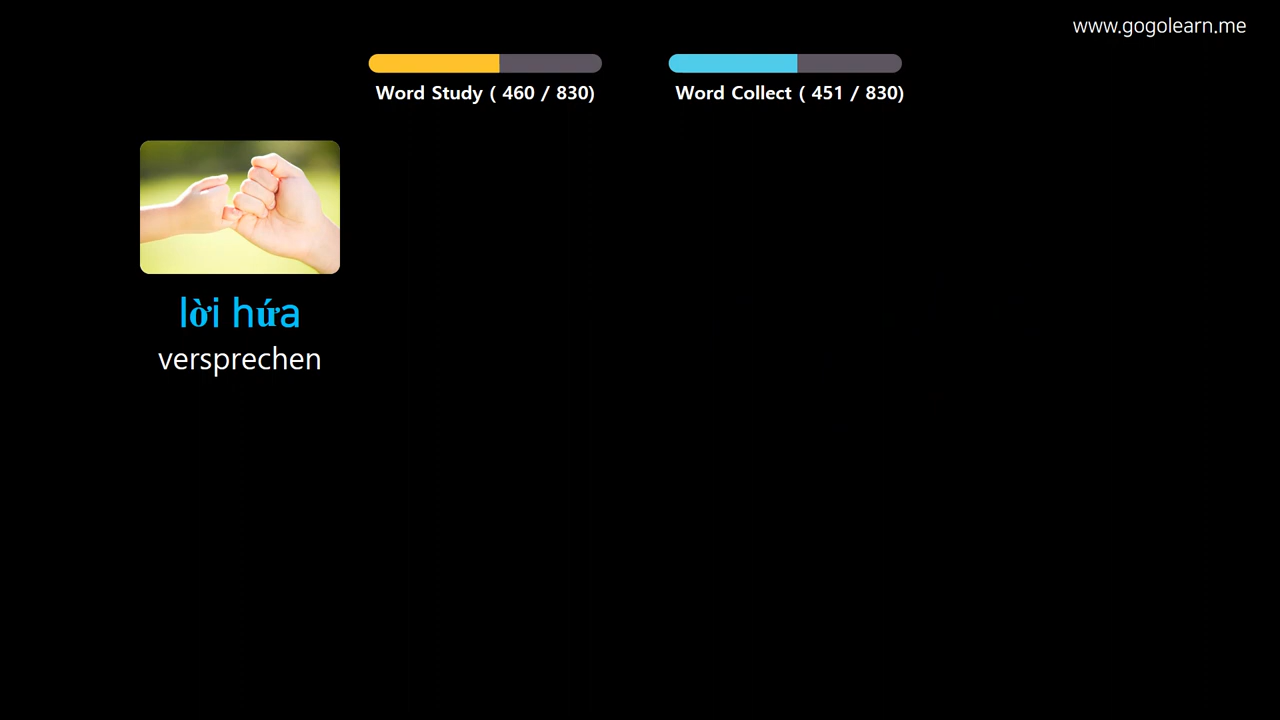 www.gogolearn.me
Word Study ( 460 / 830)
Word Collect ( 451 / 830)
lời hứa
versprechen